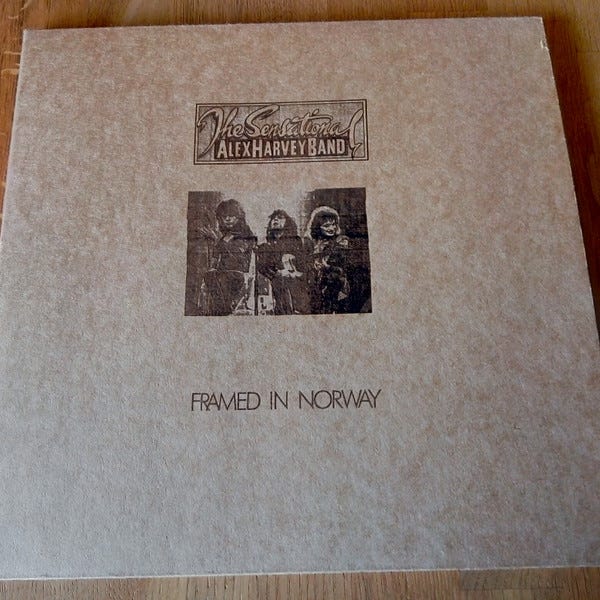 The Sensational
ALEX HARVEY BAND
FRAMED IN NORWAY